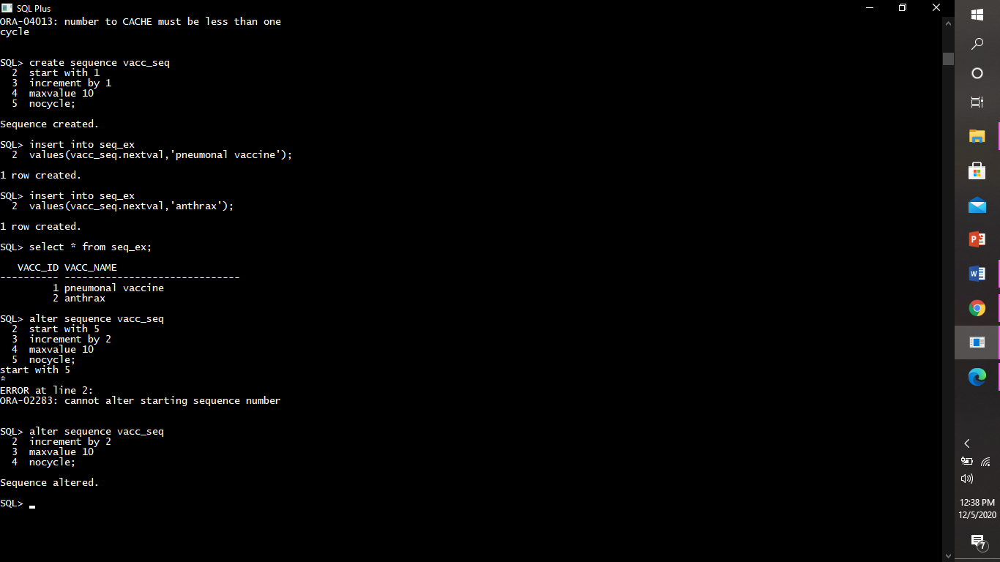 SQL Plus
ORA-04013: number to CACHE must be less than one
cycle
SQL> create sequence vacc_seq
2 start with 1
3 increment by 1
4 maxvalue 10
5 nocycle;
Sequence created.
SQL> insert into seq_ex
2 values(vacc_seq.nextval,'pneumonal vaccine');
1 row created.
SQL> insert into seq_ex
2 values(vacc_seq.nextval,'anthrax');
1 row created.
SQL> select * from seq_ex;
VACC_ID VACC_NAME
---------- ------------------------------
1 pneumonal vaccine
2 anthrax
SQL> alter sequence vacc_seq
2 start with 5
3 increment by 2
4 maxvalue 10
5 nocycle;
start with 5
*
ERROR at line 2:
ORA-02283: cannot alter starting sequence number
SQL> alter sequence vacc_seq
2 increment by 2
3 maxvalue 10
4 nocycle;
Sequence altered.
SQL>
P
W
12:38 PM
12/5/2020
7